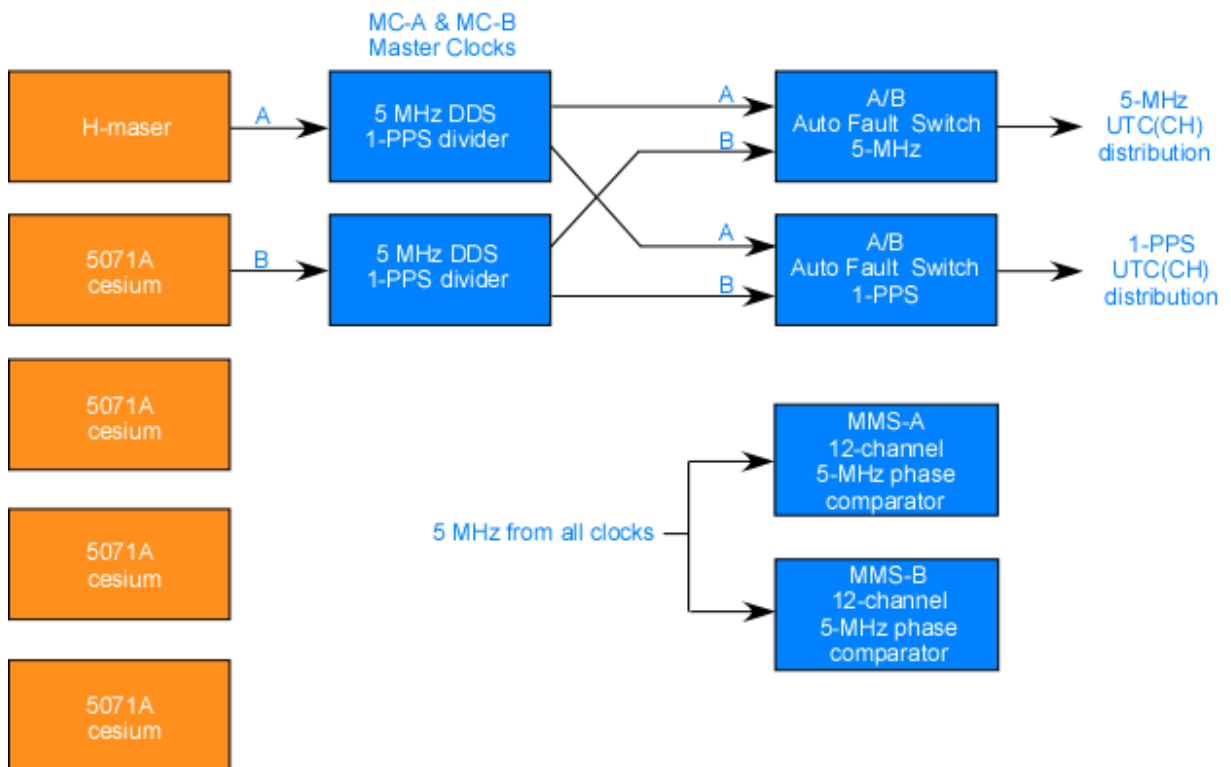 MC-A & MC-B
Master Clocks
H-maser
A
5 MHz DDS
1-PPS divider
A
B
A/B
Auto Fault Switch
5-MHz
5-MHz
UTC(CH)
distribution
5071A
cesium
B
5 MHz DDS
1-PPS divider
A
B
A/B
Auto Fault Switch
1-PPS
1-PPS
UTC(CH)
distribution
5071A
cesium
5071A
cesium
5071A
cesium
5 MHz from all clocks
MMS-A
12-channel
5-MHz phase
comparator
MMS-B
12-channel
5-MHz phase
comparator